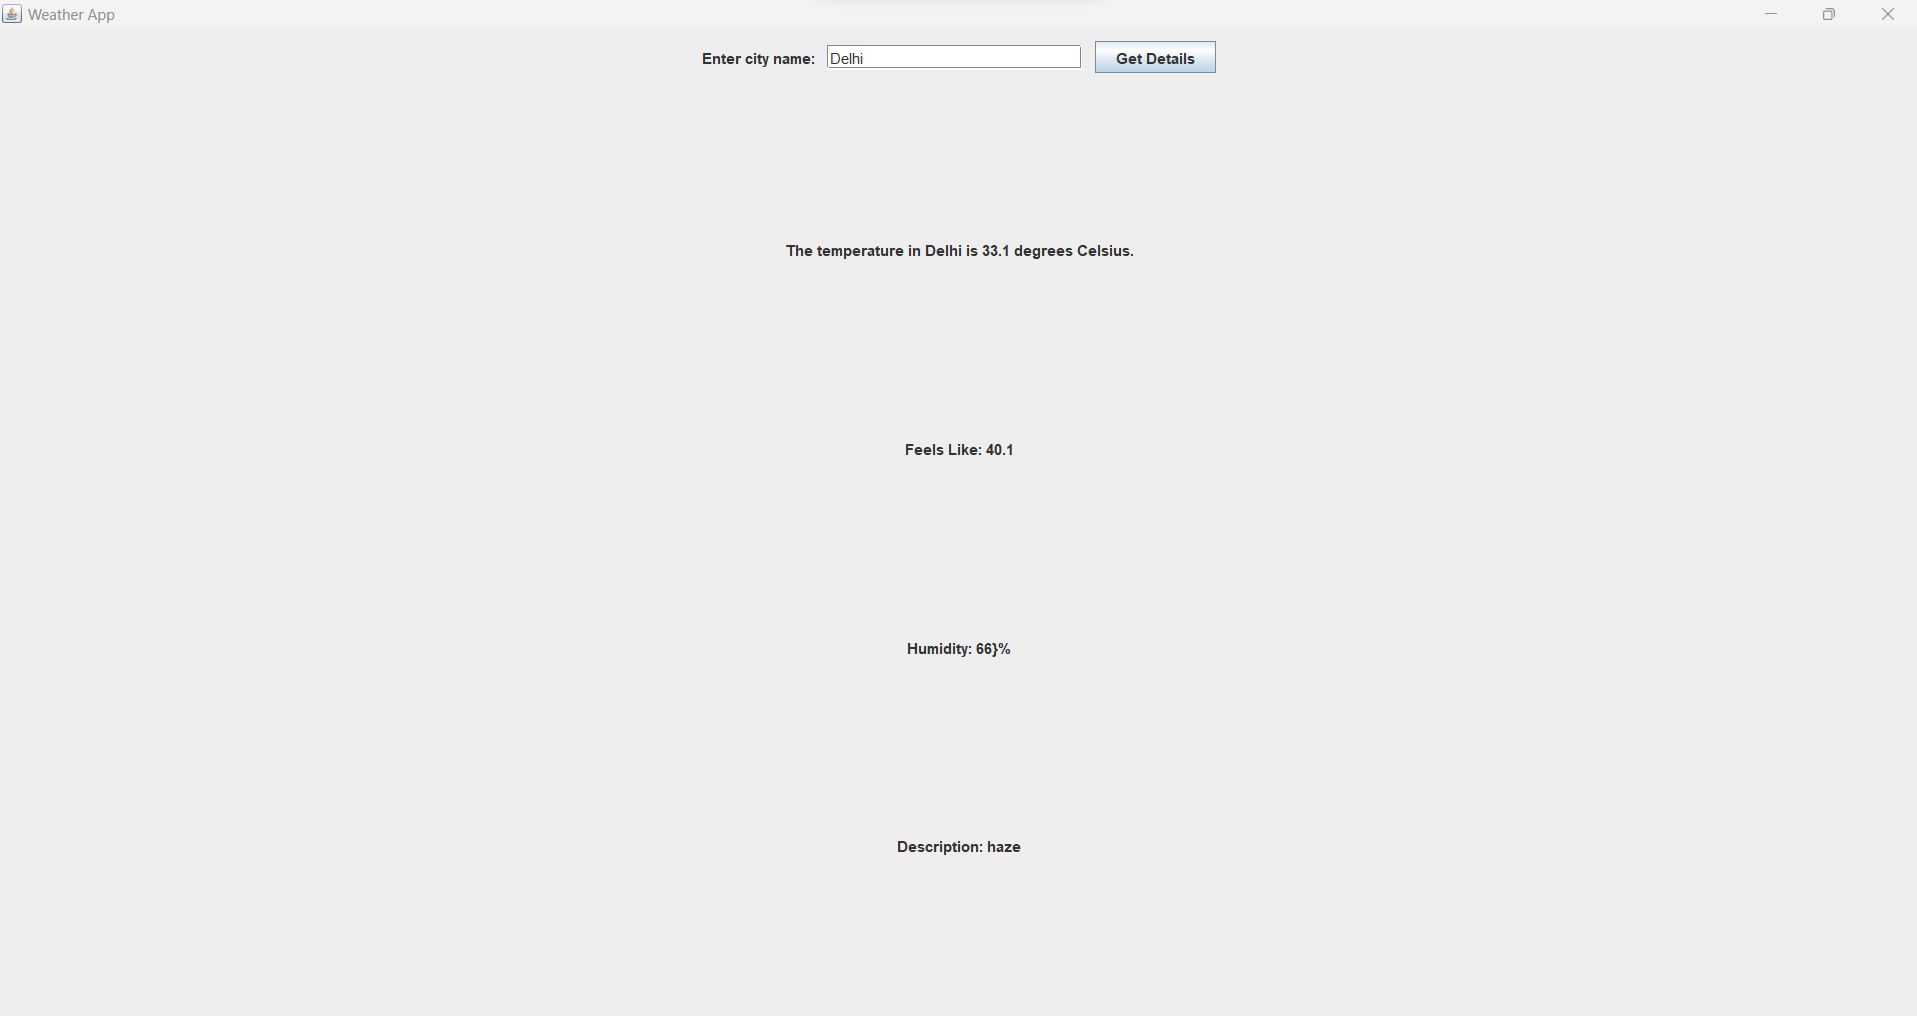 Weather App
Enter city name: Delhi Get Details
The temperature in Delhi is 33.1 degrees Celsius.
Feels Like: 40.1
Humidity: 66}%
Description: haze